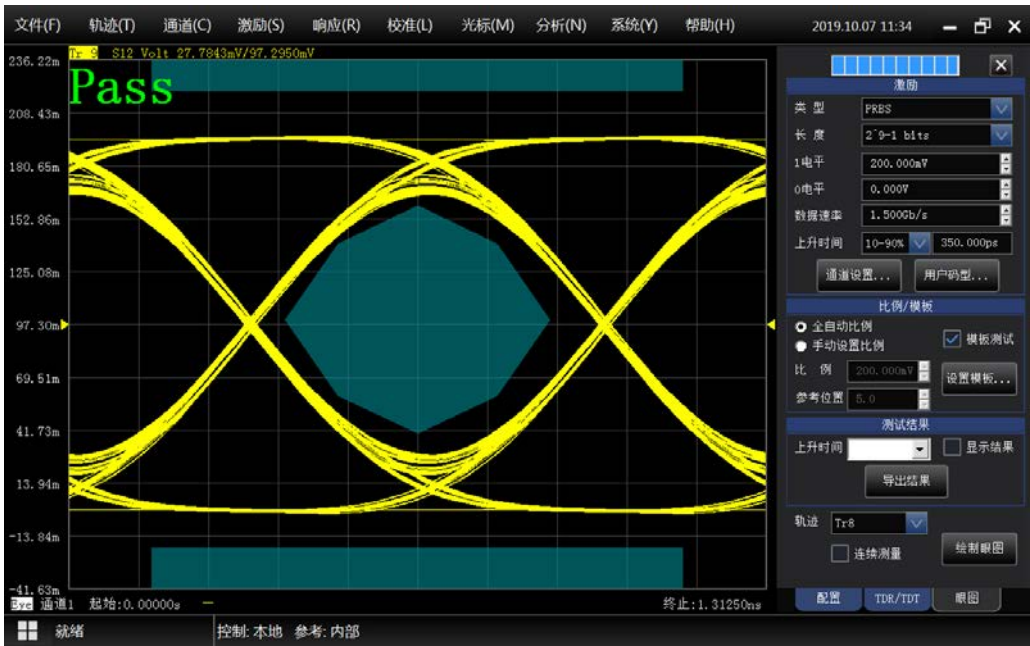 文件(F) 轨迹(T) 通道(C) 激励(S) 响应(R) 校准(L) 光标(M) 分析(N) 系统(Y) 帮助(H) 2019.10.07 11:34
Tr 9 S12 Volt 27.7843mV/97.2950mV
Pass
236.22m
208.43m
180.65m
152.86m
125.08m
97.30m
69.51m
41.73m
13.94m
-13.84m
-41.63m
Eye 通道1 起始:0.00000s 终止:1.31250ns
激励
类 型 PRBS
长 度 2^9-1 bits
1电平 200.000mV
0电平 0.000V
数据速率 1.500Gb/s
上升时间 10-90% 350.000ps
通道设置... 用户码型...
比例/模板
全自动比例
手动设置比例
模板测试
比 例 200.000mV
设置模板...
参考位置 5.0
测试结果
上升时间 显示结果
导出结果
轨迹 Tr8
连续测量
绘制眼图
配置 TDR/TDT 眼图
就绪 控制: 本地 参考: 内部